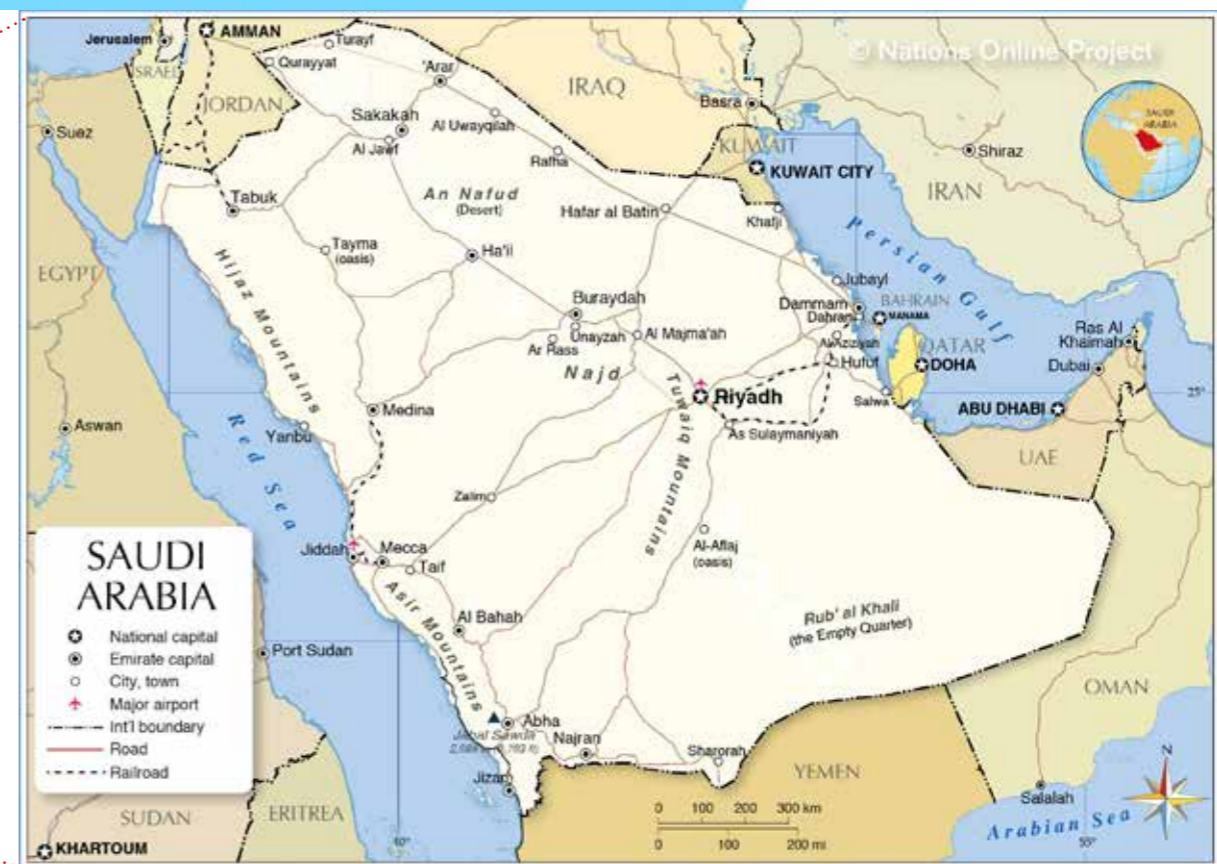 © Nations Online Project
AMMAN
Jerusalem
Turayf
ISRAEL
Qurayyat
'Arar
IRAQ
SAUDI
ARABIA
JORDAN
Basra
Suez
Sakakah
Al Uwayqilah
Al Jawf
KUWAIT
Shiraz
Rafha
KUWAIT CITY
IRAN
Tabuk
An Nafud
(Desert)
Hafar al Batin
Khafji
Tayma
(oasis)
Ha'il
Persian Gulf
EGYPT
Hijaz Mountains
Jubayl
Buraydah
Dammam
BAHRAIN
Dahran
MANAMA
Unayzah
Al Majma'ah
Ras Al
Khaimah
Ar Rass
QATAR
Hufuf
DOHA
Dubai
Najd
Tuwaiq Mountains
Riyadh
Salwa
25°
ABU DHABI
Medina
Yanbu
Aswan
Red Sea
As Sulaymaniyah
UAE
Zalim
Al-Aflaj
(oasis)
Jiddah
Mecca
Taif
Asir Mountains
Al Bahah
Rub' al Khali
(the Empty Quarter)
Port Sudan
OMAN
Abha
Najran
Sharorah
Jizan
YEMEN
Salalah
Arabian Sea
N
SUDAN
ERITREA
KHARTOUM
SAUDI
ARABIA
National capital
Emirate capital
City, town
Major airport
Int'l boundary
Road
Railroad
0 100 200 300 km
0 100 200 mi